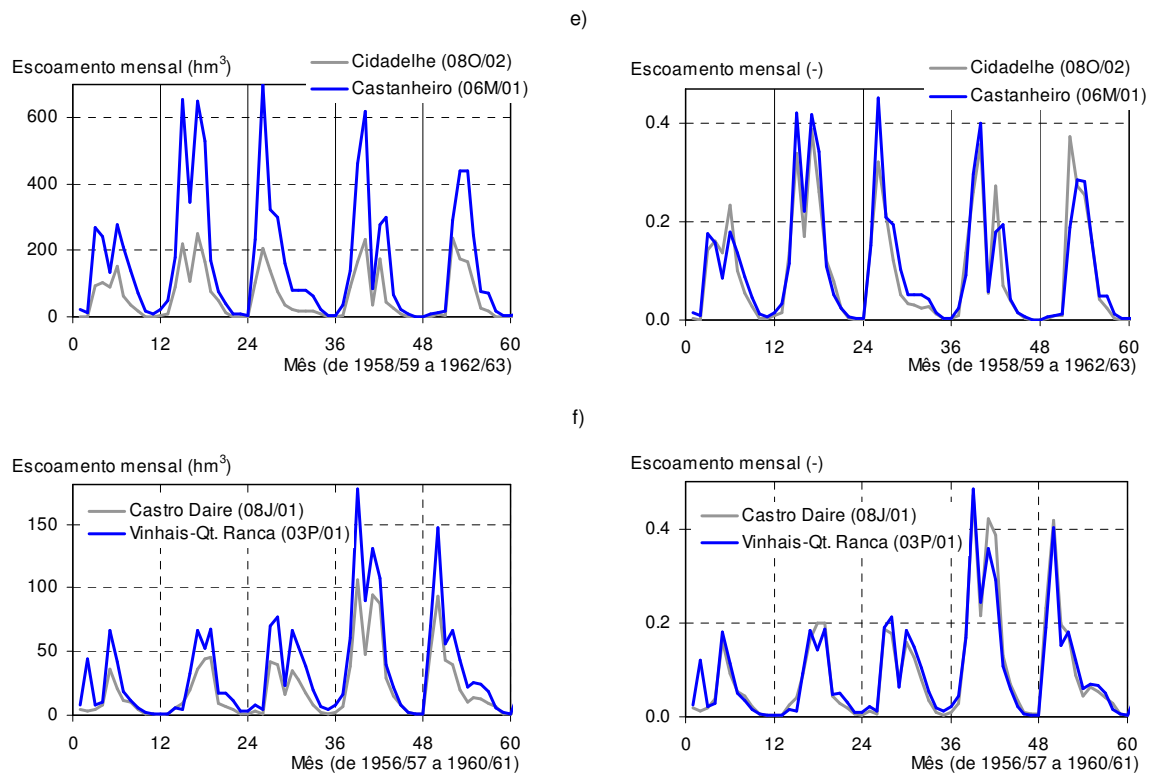 e)
Escoamento mensal (hm³)
Cidadelhe (08O/02)
Castanheiro (06M/01)
600
400
200
0
0 12 24 36 48 60
Mês (de 1958/59 a 1962/63)
Escoamento mensal (-)
Cidadelhe (08O/02)
Castanheiro (06M/01)
0.4
0.2
0.0
0 12 24 36 48 60
Mês (de 1958/59 a 1962/63)
f)
Escoamento mensal (hm³)
Castro Daire (08J/01)
Vinhais-Qt. Ranca (03P/01)
150
100
50
0
0 12 24 36 48 60
Mês (de 1956/57 a 1960/61)
Escoamento mensal (-)
Castro Daire (08J/01)
Vinhais-Qt. Ranca (03P/01)
0.4
0.2
0.0
0 12 24 36 48 60
Mês (de 1956/57 a 1960/61)